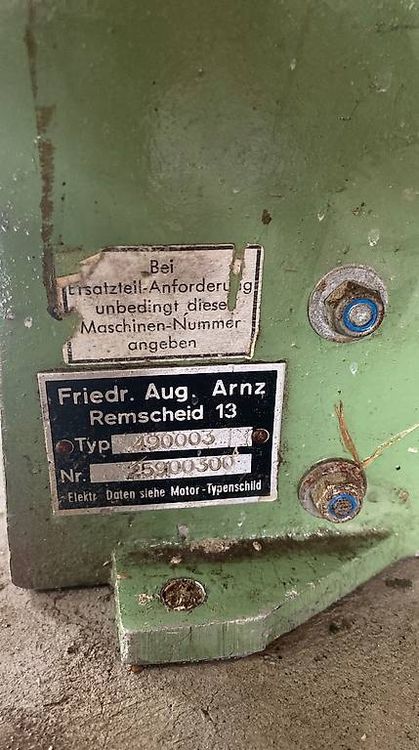 Bei
Ersatzteil-Anforderung
unbedingt diese
Maschinen-Nummer
angeben
Friedr. Aug. Arnz
Remscheid 13
Typ 490003
Nr. 25900300
Elektr. Daten siehe Motor-Typenschild